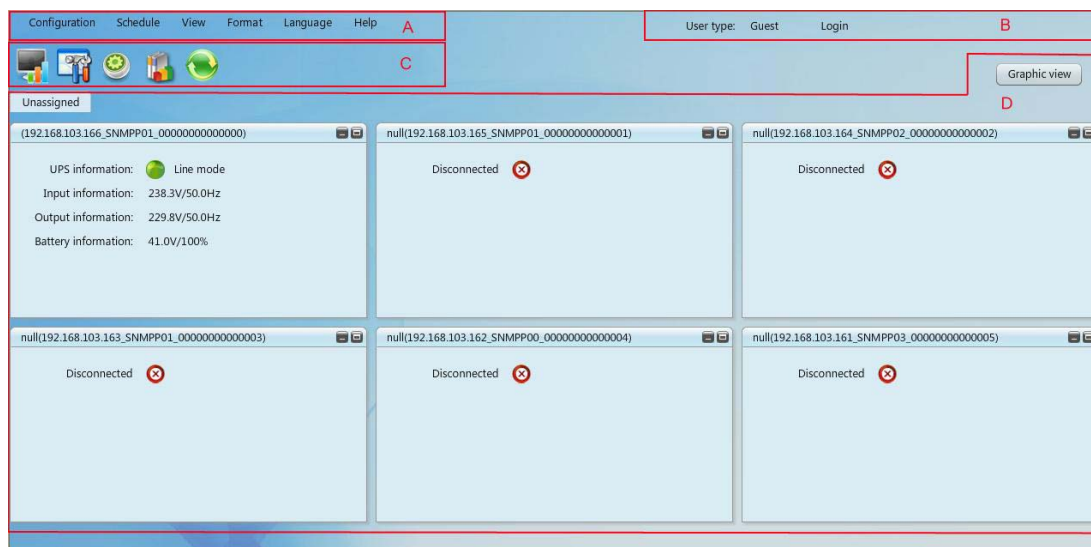 Configuration Schedule View Format Language Help A
User type: Guest Login B
C
Graphic view
D
Unassigned
(192.168.103.166_SNMPP01_00000000000000)
UPS information: Line mode
Input information: 238.3V/50.0Hz
Output information: 229.8V/50.0Hz
Battery information: 41.0V/100%
null(192.168.103.165_SNMPP01_00000000000001)
Disconnected
null(192.168.103.164_SNMPP02_00000000000002)
Disconnected
null(192.168.103.163_SNMPP01_00000000000003)
Disconnected
null(192.168.103.162_SNMPP00_00000000000004)
Disconnected
null(192.168.103.161_SNMPP03_00000000000005)
Disconnected